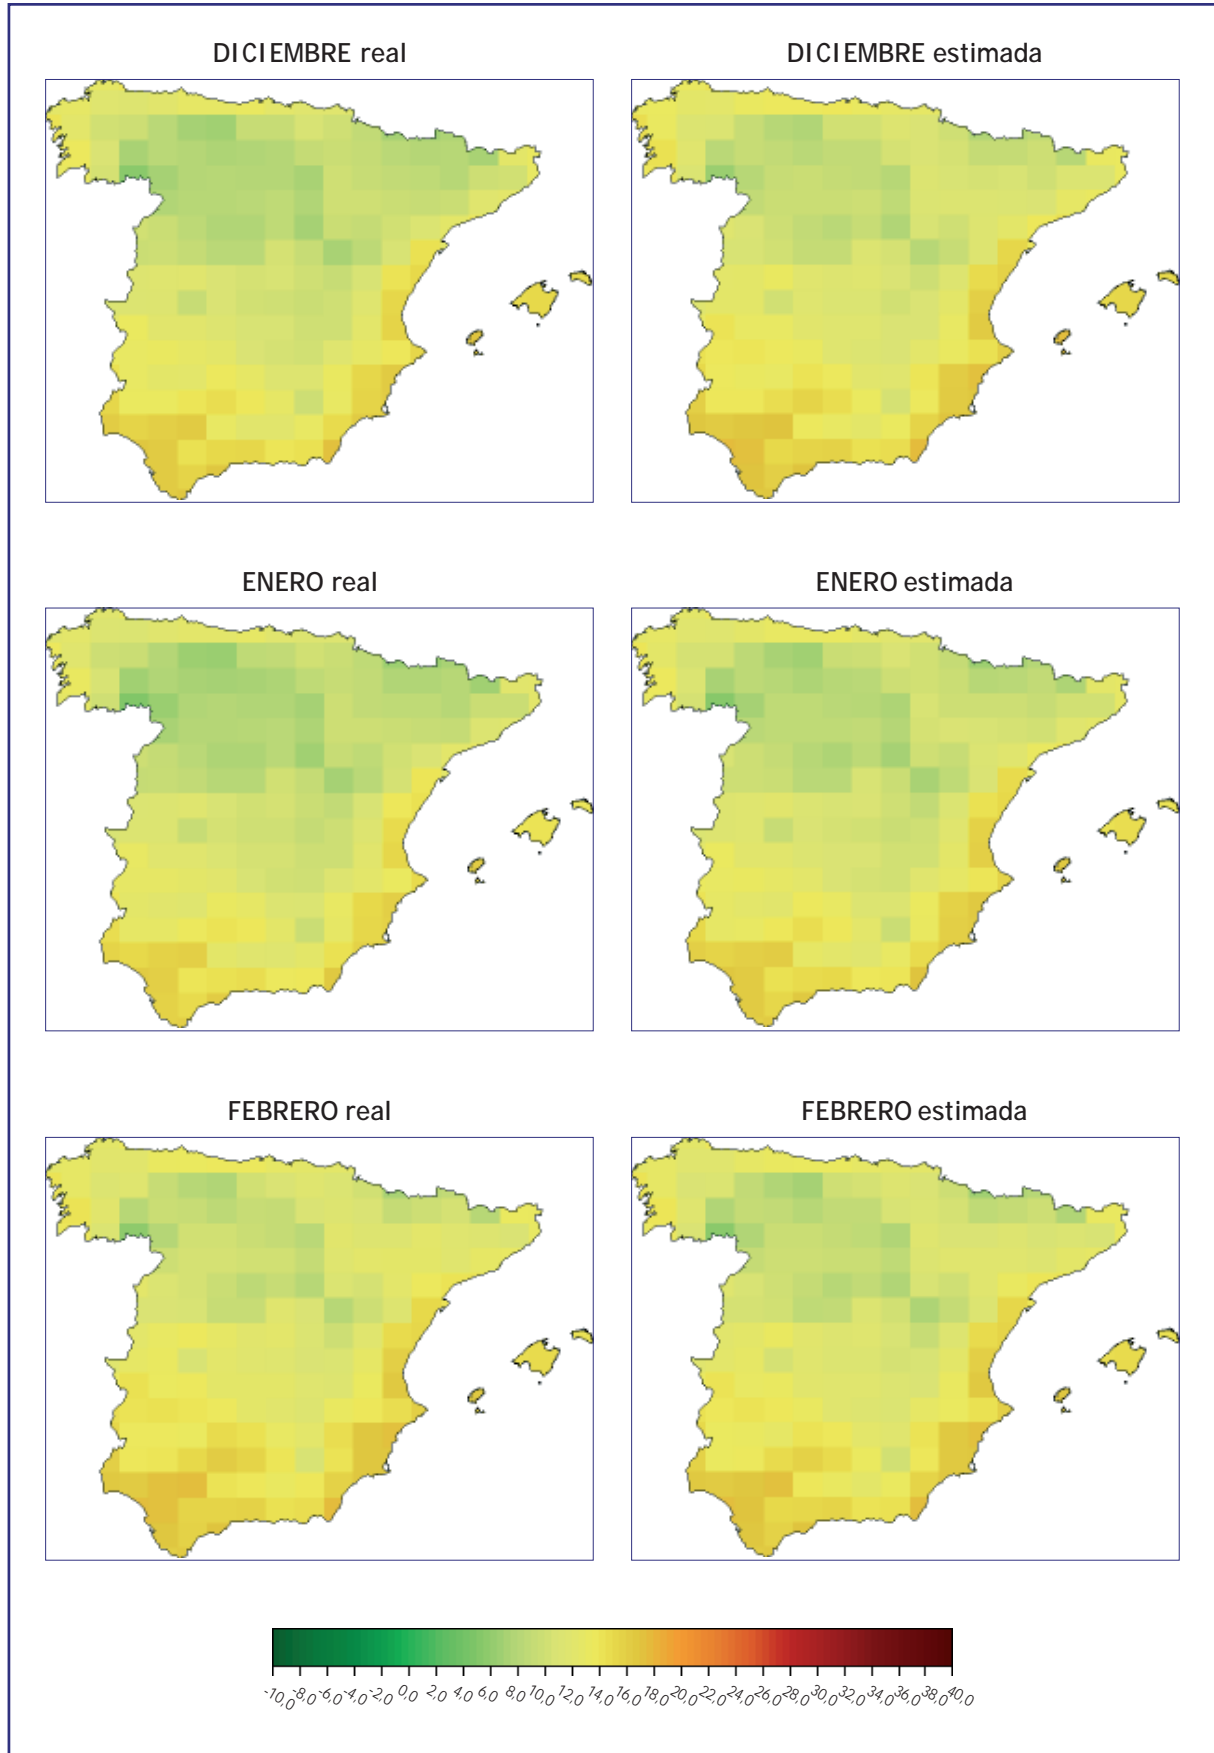 DICIEMBRE real
DICIEMBRE estimada
ENERO real
ENERO estimada
FEBRERO real
FEBRERO estimada
-10,0 -8,0 -6,0 -4,0 -2,0 0,0 2,0 4,0 6,0 8,0 10,0 12,0 14,0 16,0 18,0 20,0 22,0 24,0 26,0 28,0 30,0 32,0 34,0 36,0 38,0 40,0